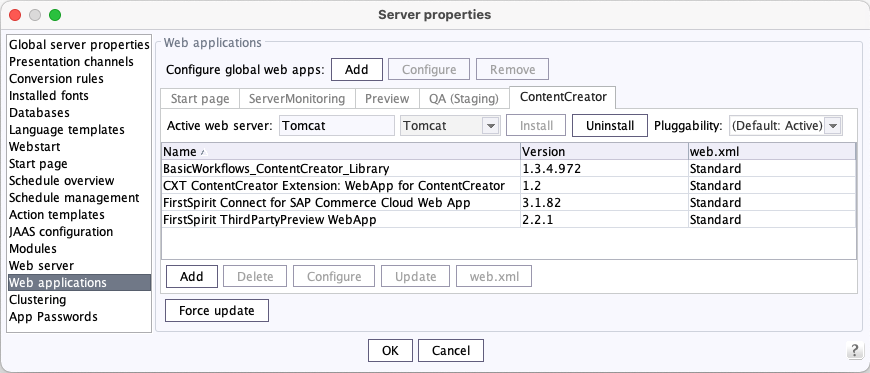 Server properties
Global server properties
Presentation channels
Conversion rules
Installed fonts
Databases
Language templates
Webstart
Start page
Schedule overview
Schedule management
Action templates
JAAS configuration
Modules
Web server
Web applications
Clustering
App Passwords
Web applications
Configure global web apps: Add Configure Remove
Start page ServerMonitoring Preview QA (Staging) ContentCreator
Active web server: Tomcat Tomcat Install Uninstall Pluggability: (Default: Active)
Name Version web.xml
BasicWorkflows_ContentCreator_Library 1.3.4.972 Standard
CXT ContentCreator Extension: WebApp for ContentCreator 1.2 Standard
FirstSpirit Connect for SAP Commerce Cloud Web App 3.1.82 Standard
FirstSpirit ThirdPartyPreview WebApp 2.2.1 Standard
Add Delete Configure Update web.xml
Force update
OK Cancel ?